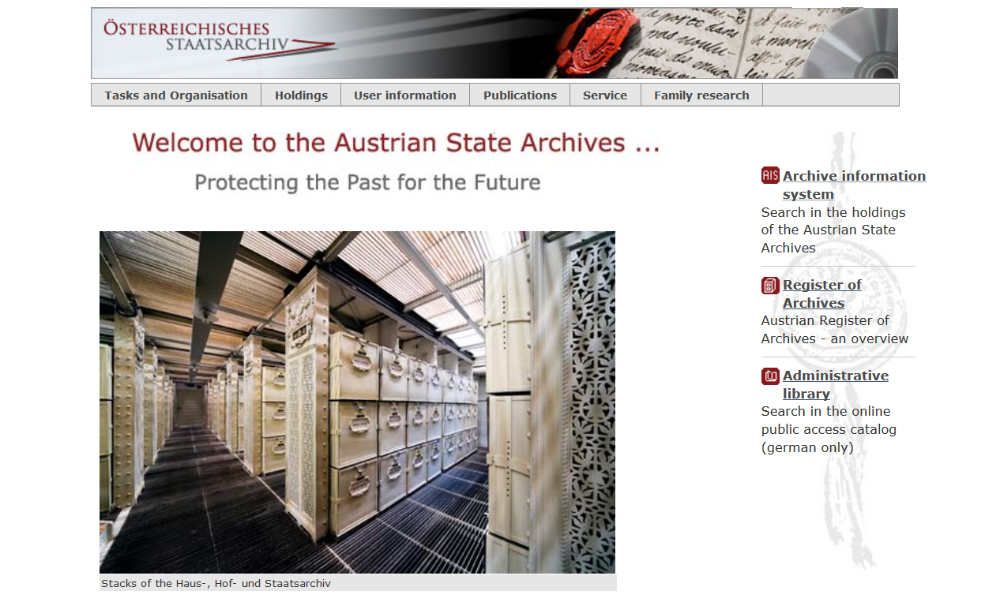 ÖSTERREICHISCHES
STAATSARCHIV
Tasks and Organisation
Holdings
User information
Publications
Service
Family research
Welcome to the Austrian State Archives ...
Protecting the Past for the Future
AIS
Archive information
system
Search in the holdings
of the Austrian State
Archives
Register of
Archives
Austrian Register of
Archives - an overview
Administrative
library
Search in the online
public access catalog
(german only)
Stacks of the Haus-, Hof- und Staatsarchiv